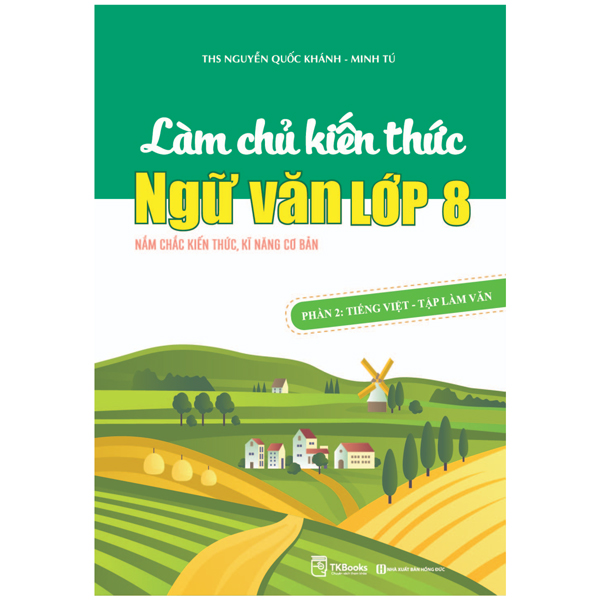 THS NGUYỄN QUỐC KHÁNH - MINH TÚ
Làm chủ kiến thức
NGỮ VĂN LỚP 8
NẮM CHẮC KIẾN THỨC, KĨ NĂNG CƠ BẢN
PHẦN 2: TIẾNG VIỆT - TẬP LÀM VĂN
TKBooks
NHÀ XUẤT BẢN HỒNG ĐỨC